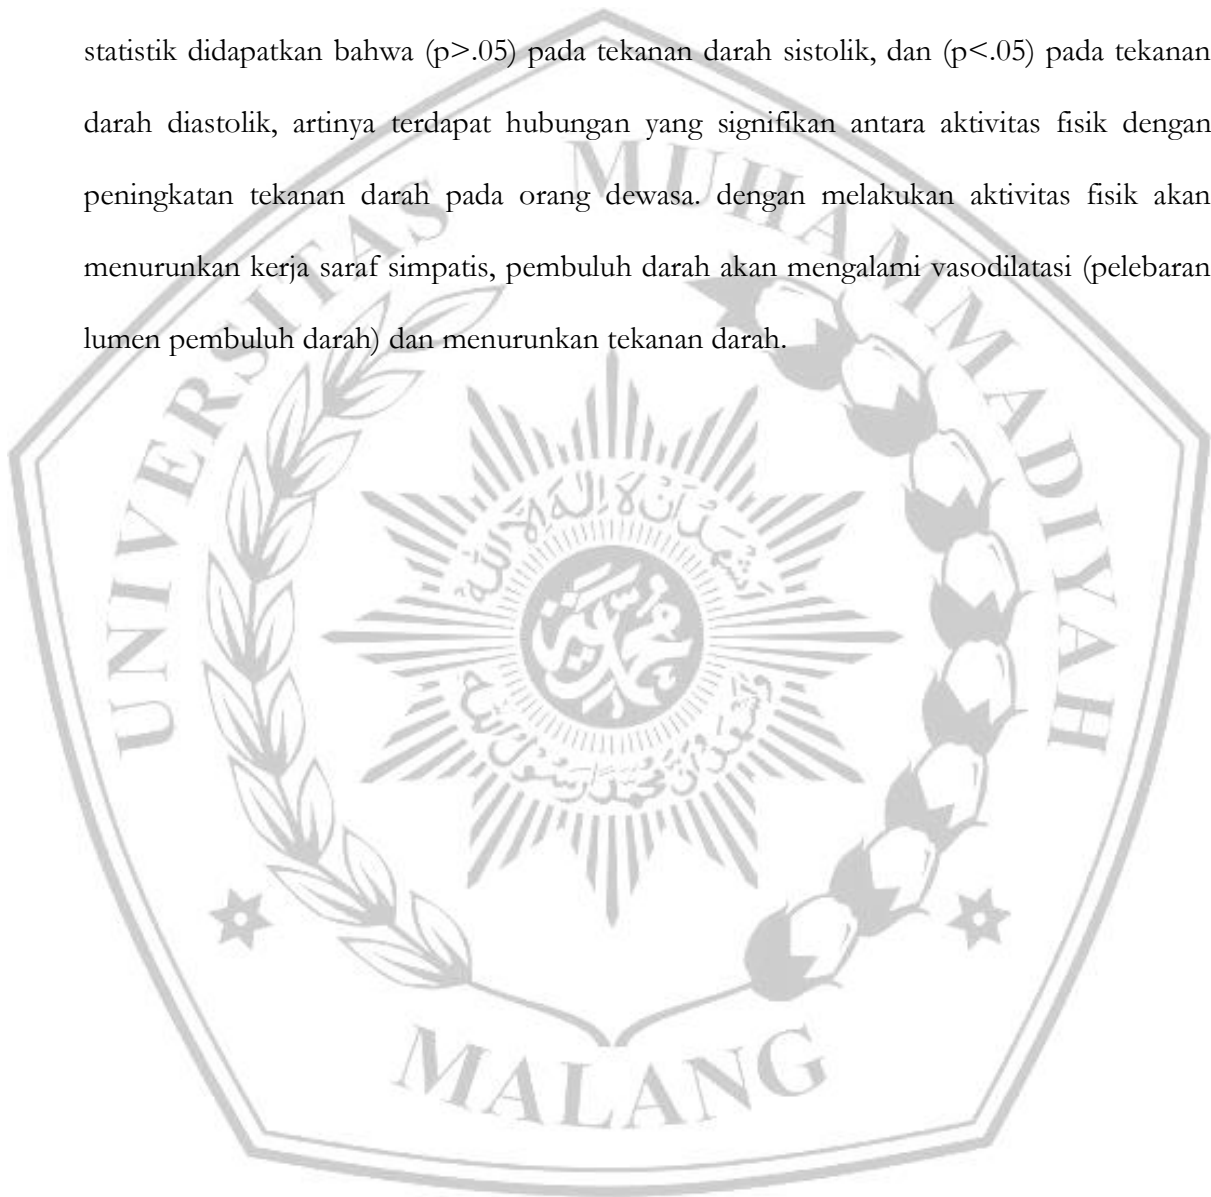 statistik didapatkan bahwa (p>.05) pada tekanan darah sistolik, dan (p<.05) pada tekanan
darah diastolik, artinya terdapat hubungan yang signifikan antara aktivitas fisik dengan
peningkatan tekanan darah pada orang dewasa. dengan melakukan aktivitas fisik akan
menurunkan kerja saraf simpatis, pembuluh darah akan mengalami vasodilatasi (pelebaran
lumen pembuluh darah) dan menurunkan tekanan darah.
UNIVERSITAS MUHAMMADIYAH
MALANG